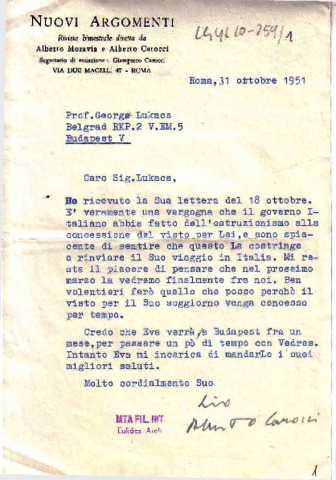 NUOVI ARGOMENTI
Rivista bimestrale diretta da
Alberto Moravia e Alberto Carocci
Segretario di redazione : Giampiero Carocci
VIA DUE MACELLI, 47 - ROMA
Roma, 31 ottobre 1951
Prof. George Lukacs
Belgrad RKP.2 V.EM.5
Budapest V
Caro Sig.Lukacs,
Ho ricevuto la Sua lettera del 18 ottobre.
E' veramente una vergogna che il governo I-
taliano abbia fatto dell'ostruzionismo alla
concessione del visto per Lei, e sono spia-
cente di sentire che questo La costringe
a rinviare il Suo viaggio in Italia. Mi re-
sta il piacere di pensare che nel prossimo
marzo la vedremo finalmente fra noi. Ben
volentieri farò quello che posso perchè il
visto per il Suo soggiorno venga concesso
per tempo.
Credo che Eva verrà a Budapest fra un
mese, per passare un pò di tempo con Vedres.
Intanto Eva mi incarica di mandarLe i suoi
migliori saluti.
Molto cordialmente Suo
Alberto Carocci
MTA FIL. INT.
Lukács Arch.
1